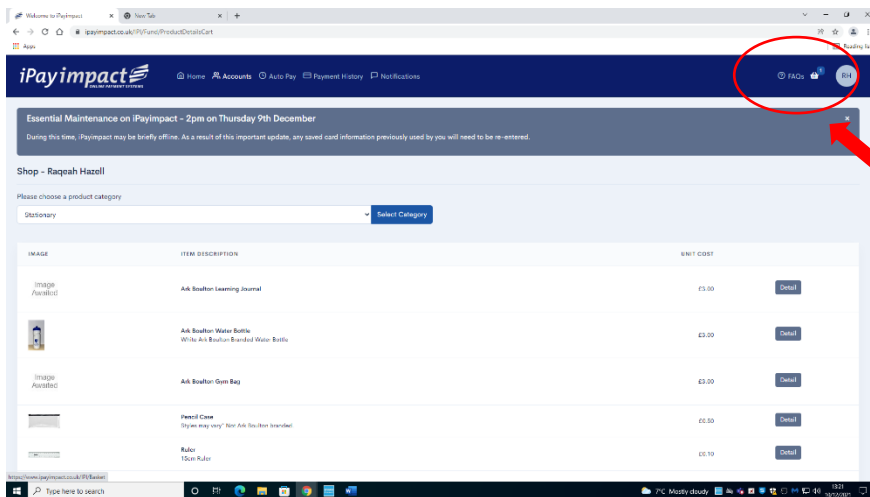 Welcome to iPayimpact
New Tab
ipayimpact.co.uk/IPI/Fund/ProductDetailsCart
Apps
Reading list
iPayimpact
ONLINE PAYMENT SYSTEMS
Home Accounts Auto Pay Payment History Notifications
FAQs 1 RH
Essential Maintenance on iPayimpact - 2pm on Thursday 9th December
During this time, iPayimpact may be briefly offline. As a result of this important update, any saved card information previously used by you will need to be re-entered.
Shop - Raqeah Hazell
Please choose a product category
Stationary Select Category
IMAGE ITEM DESCRIPTION UNIT COST
Image Awaited Ark Boulton Learning Journal £5.00 Detail
Ark Boulton Water Bottle £3.00 Detail
White Ark Boulton Branded Water Bottle
Image Awaited Ark Boulton Gym Bag £3.00 Detail
Pencil Case £0.50 Detail
Styles may vary* Non Ark Boulton branded
Ruler £0.10 Detail
15cm Ruler
https://www.ipayimpact.co.uk/IPI/Basket
Type here to search
7°C Mostly cloudy
13:21
10/12/2021